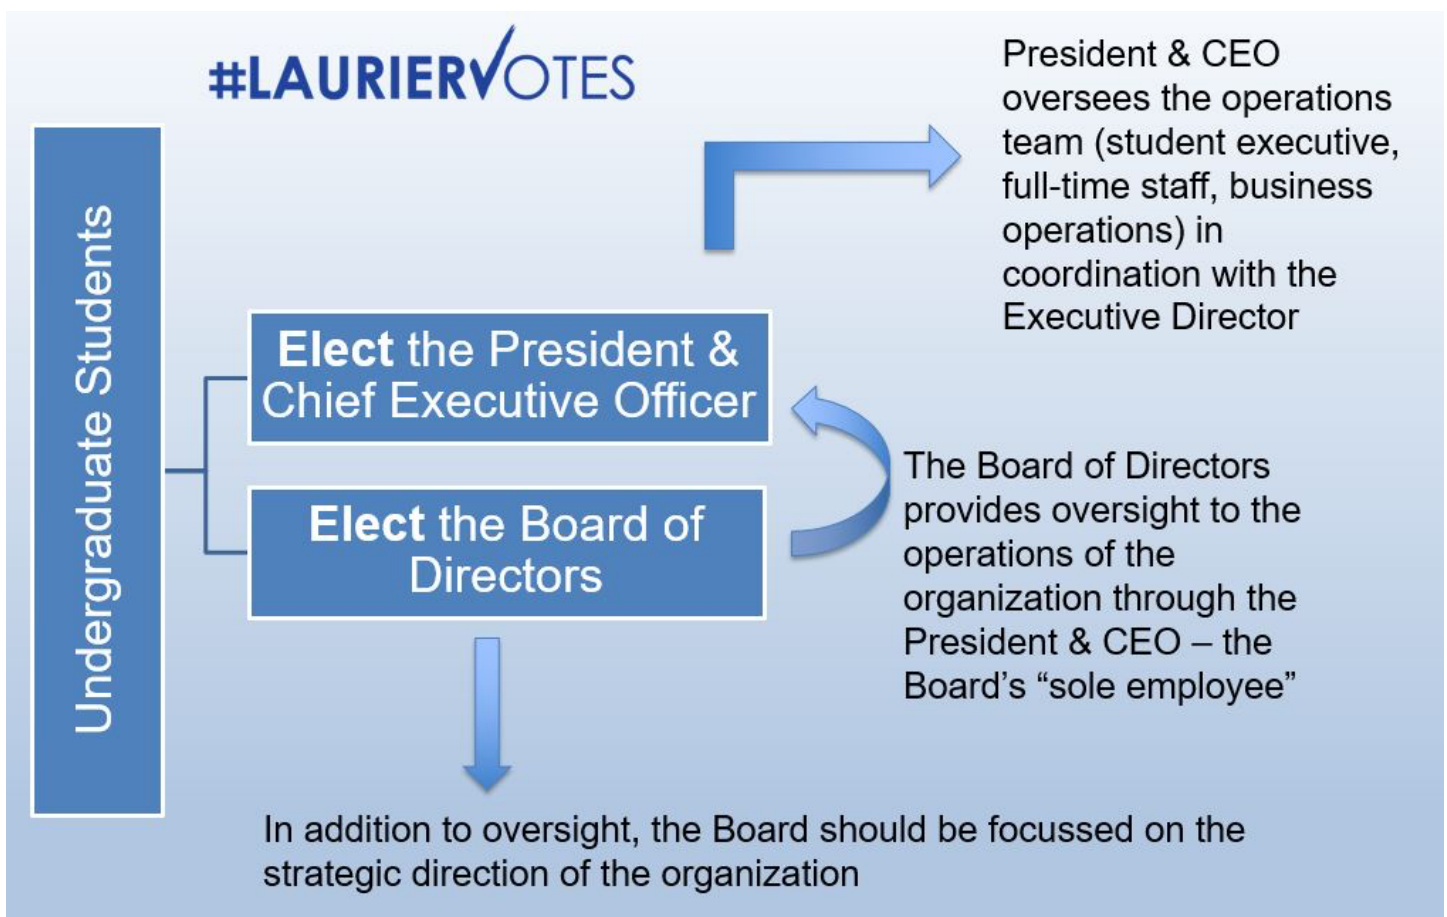 #LAURIERVOTES
President & CEO
oversees the operations
team (student executive,
full-time staff, business
operations) in
coordination with the
Executive Director
Undergraduate Students
Elect the President &
Chief Executive Officer
Elect the Board of
Directors
The Board of Directors
provides oversight to the
operations of the
organization through the
President & CEO – the
Board’s “sole employee”
In addition to oversight, the Board should be focussed on the
strategic direction of the organization